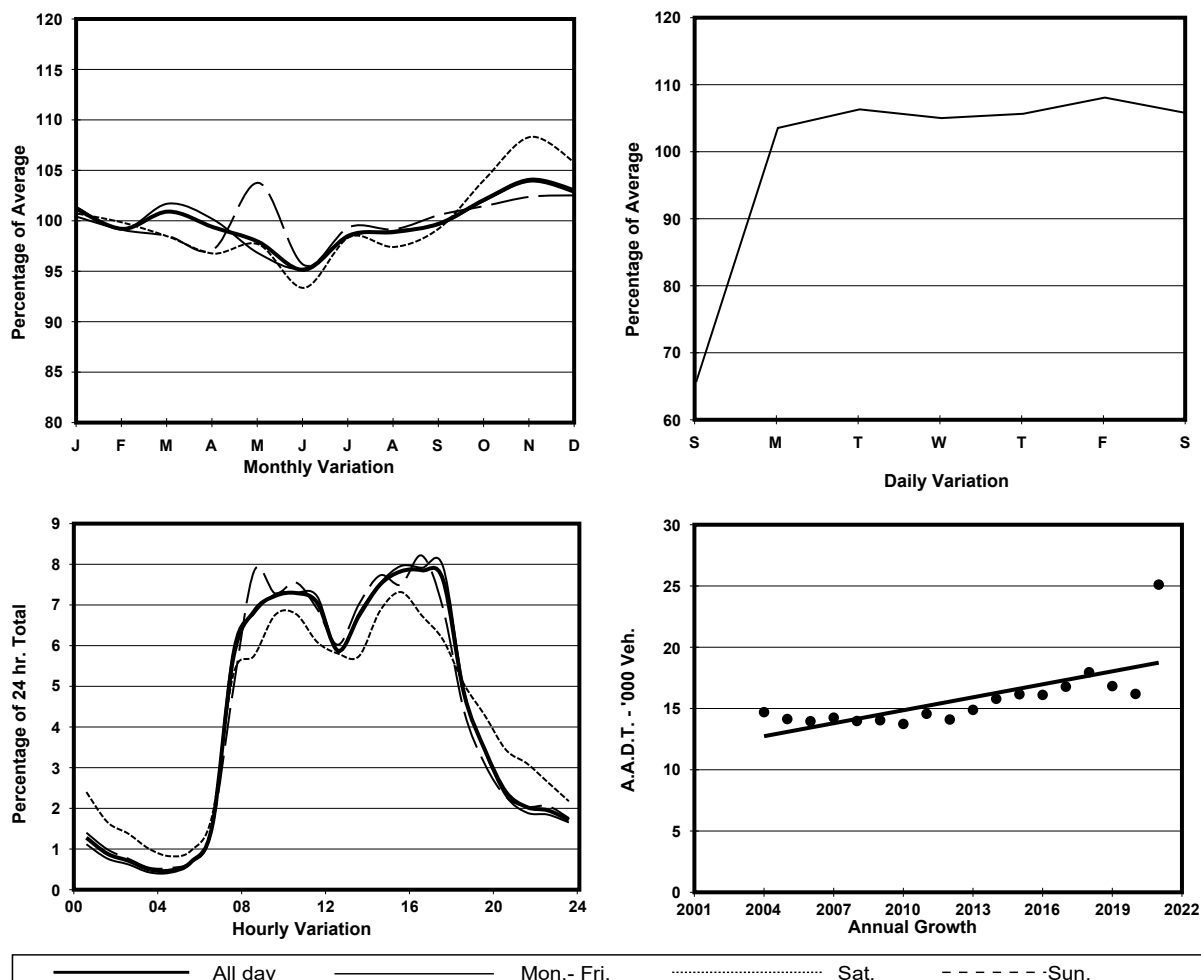 120
115
110
105
100
95
90
85
80
Percentage of Average
J F M A M J J A S O N D
Monthly Variation
120
110
100
90
80
70
60
Percentage of Average
S M T W T F S
Daily Variation
9
8
7
6
5
4
3
2
1
0
Percentage of 24 hr. Total
00 04 08 12 16 20 24
Hourly Variation
30
25
20
15
10
5
0
A.A.D.T. - '000 Veh.
2001 2004 2007 2010 2013 2016 2019 2022
Annual Growth
All day Mon.- Fri. Sat. Sun.